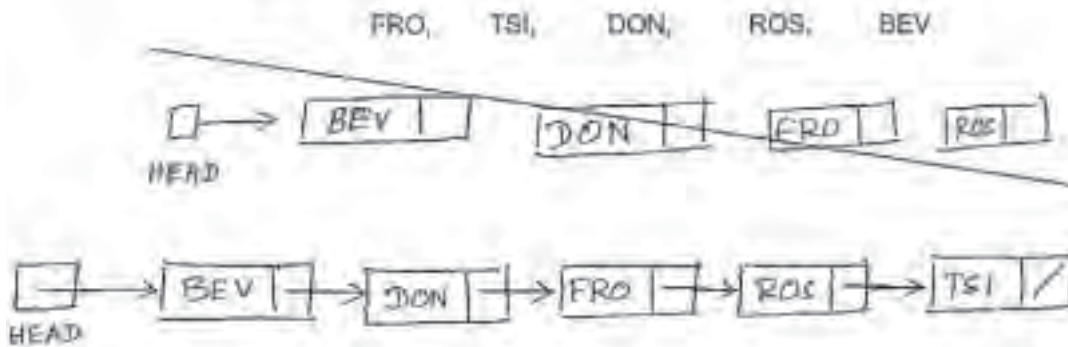 FRO, TSI, DON, ROS, BEV
BEV DON FRO ROS
HEAD
BEV DON FRO ROS TSI
HEAD